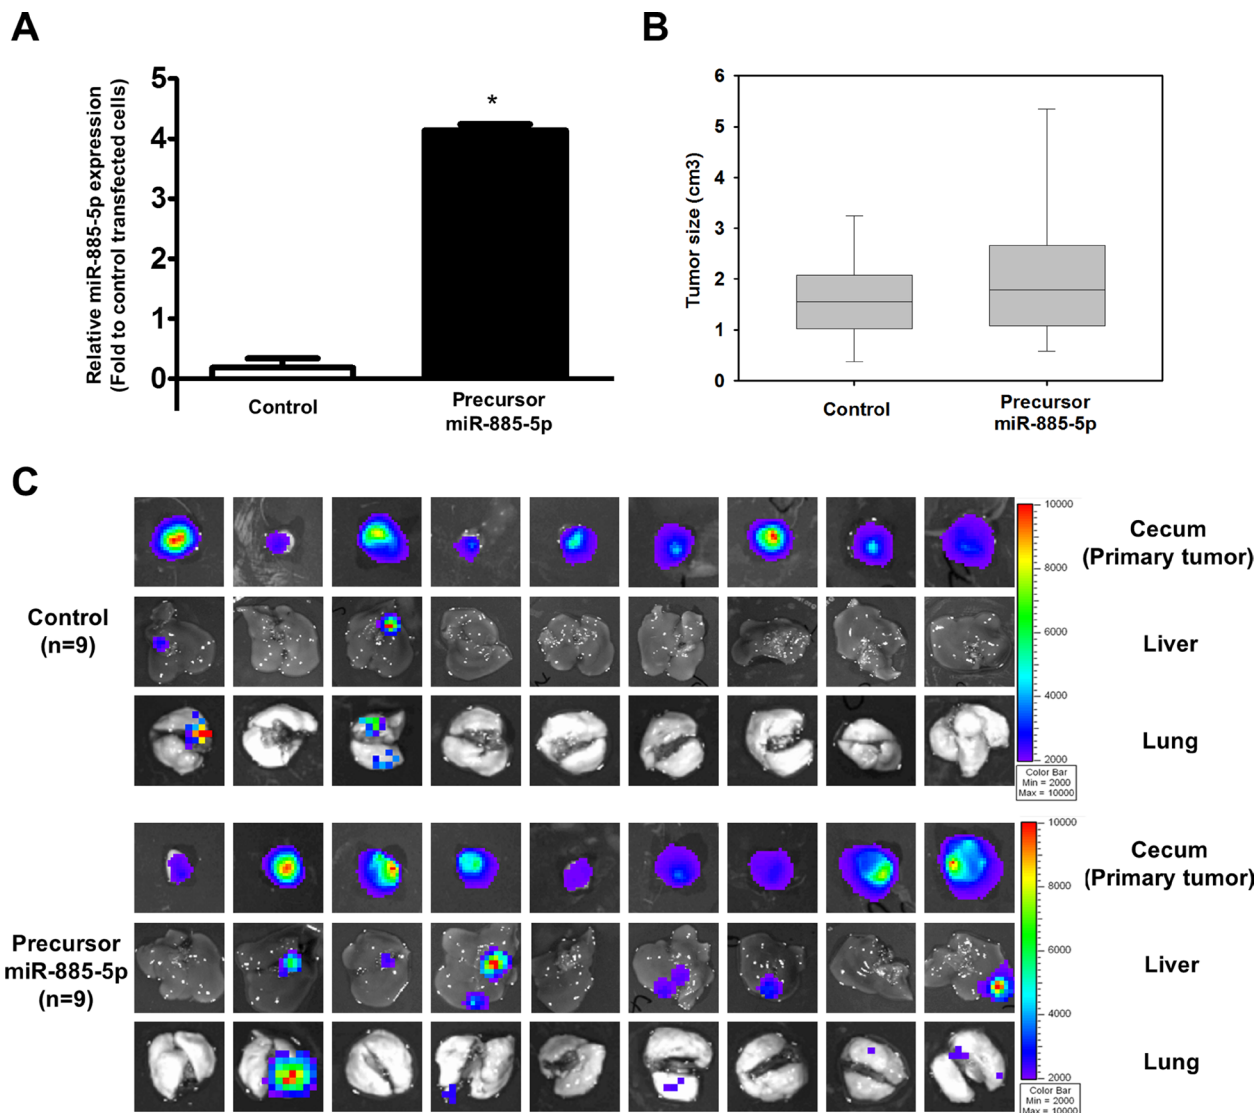 A
Relative miR-885-5p expression
(Fold to control transfected cells)
5
4
3
2
1
0
*
Control
Precursor
miR-885-5p
B
Tumor size (cm3)
6
5
4
3
2
1
0
Control
Precursor
miR-885-5p
C
Control
(n=9)
10000
8000
6000
4000
2000
Color Bar
Min = 2000
Max = 10000
Cecum
(Primary tumor)
Liver
Lung
Precursor
miR-885-5p
(n=9)
10000
8000
6000
4000
2000
Color Bar
Min = 2000
Max = 10000
Cecum
(Primary tumor)
Liver
Lung